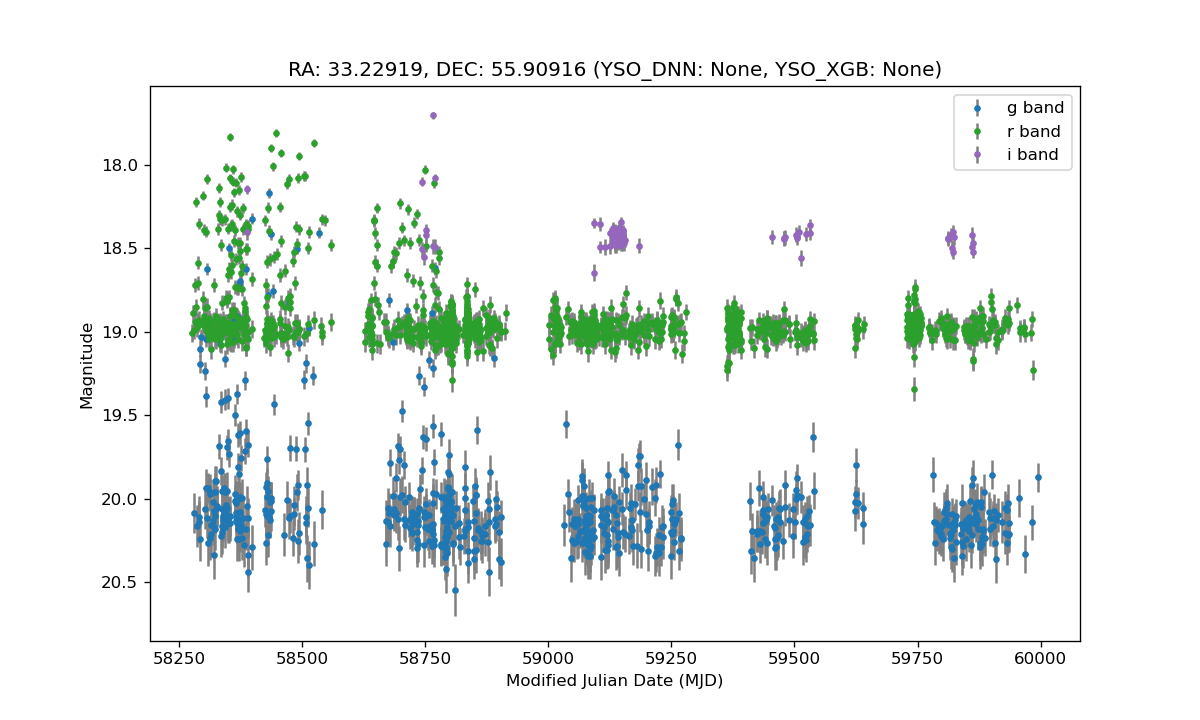 RA: 33.22919, DEC: 55.90916 (YSO_DNN: None, YSO_XGB: None)
g band
r band
i band
18.0
18.5
19.0
19.5
20.0
20.5
Magnitude
58250 58500 58750 59000 59250 59500 59750 60000
Modified Julian Date (MJD)